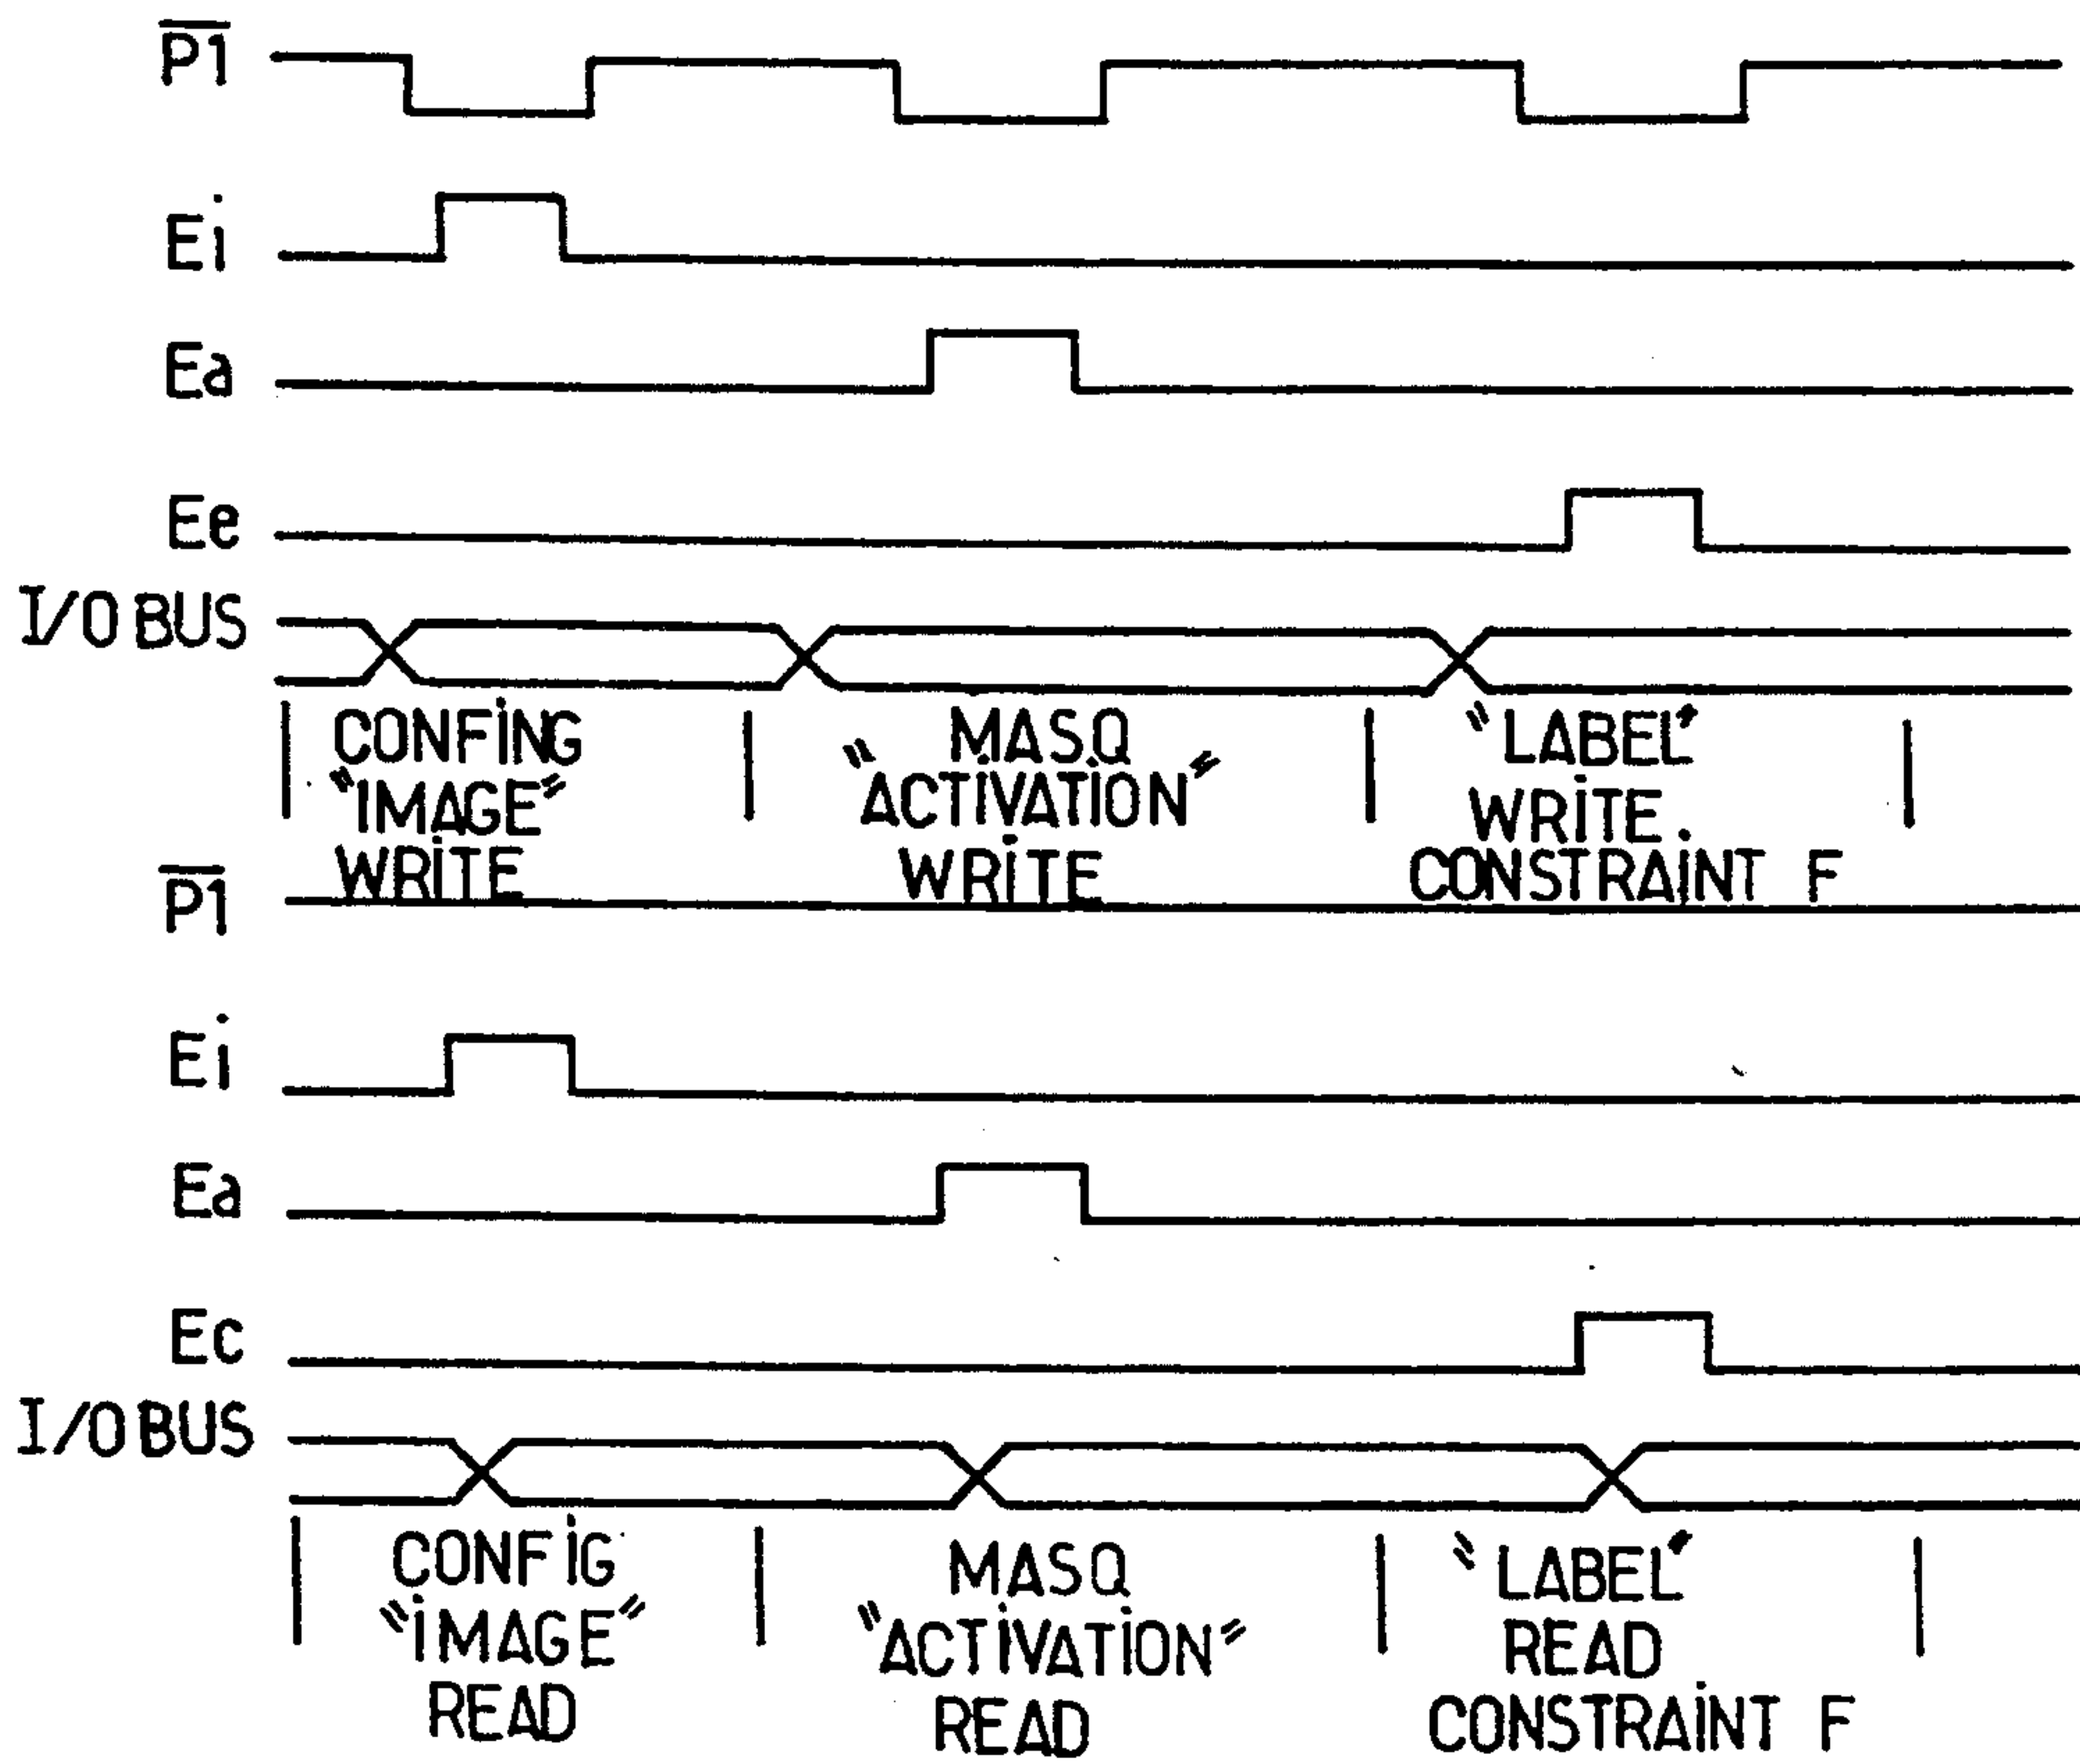 P1
Ei
Ea
Ee
I/O BUS
CONFING
"IMAGE"
WRITE
MASQ
"ACTIVATION"
WRITE
"LABEL"
WRITE.
CONSTRAINT F
P1
Ei
Ea
Ec
I/O BUS
CONFIG
"IMAGE"
READ
MASQ
"ACTIVATION"
READ
"LABEL"
READ
CONSTRAINT F